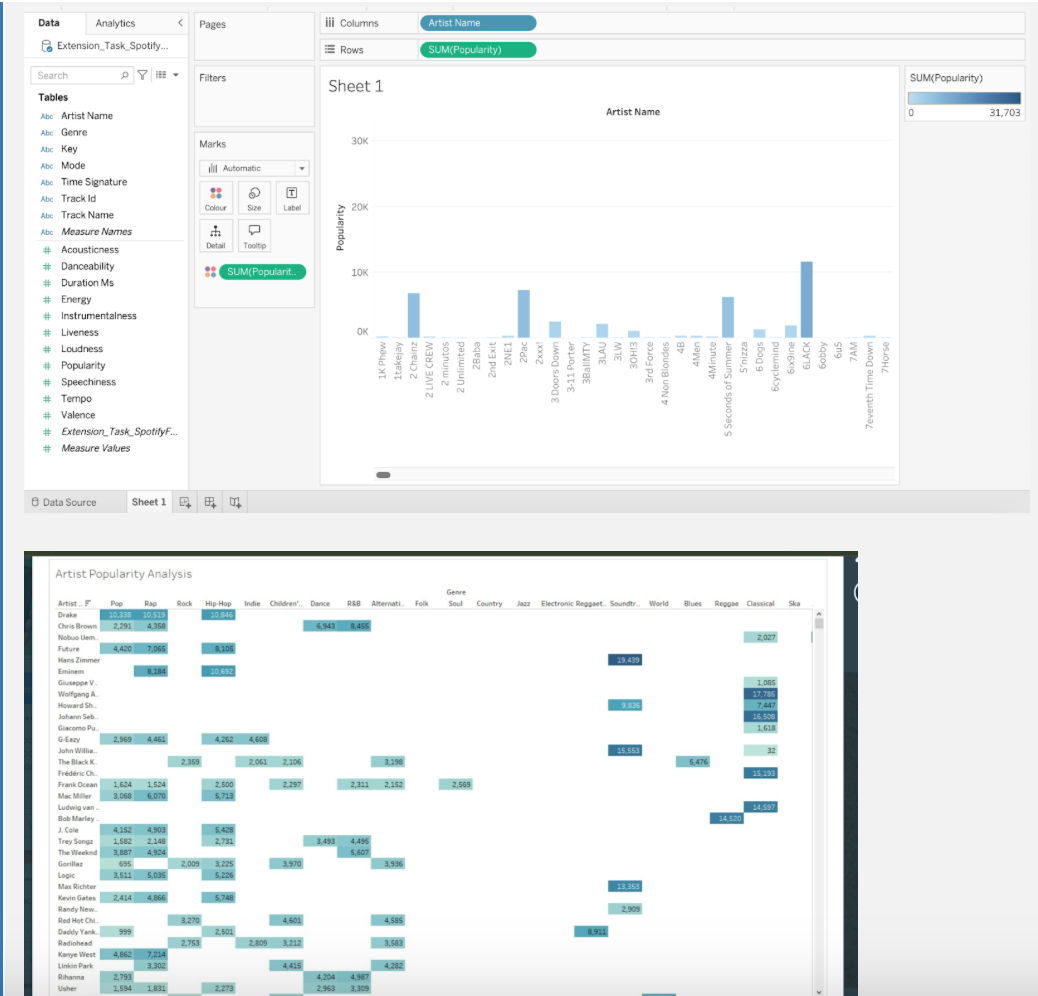 Data
Analytics
Pages
Columns
Artist Name
Extension_Task_Spotify...
Rows
SUM(Popularity)
Search
Filters
Sheet 1
SUM(Popularity)
0
31,703
Tables
Abc Artist Name
Abc Genre
Abc Key
Abc Mode
Abc Time Signature
Abc Track Id
Abc Track Name
Abc Measure Names
# Acousticness
# Danceability
# Duration Ms
# Energy
# Instrumentalness
# Liveness
# Loudness
# Popularity
# Speechiness
# Tempo
# Valence
# Extension_Task_SpotifyF...
# Measure Values
Marks
Automatic
Colour
Size
Label
Detail
Tooltip
SUM(Popularit..
Artist Name
30K
20K
10K
0K
Popularity
1K Phew
1takejay
2 Chainz
2 LIVE CREW
2 minutos
2 Unlimited
2Baba
2nd Exit
2NE1
2Pac
2xxx!
3 Doors Down
3-11 Porter
3BallMTY
3LAU
3LW
3OH!3
3rd Force
4 Non Blondes
4B
4Men
4Minute
5 Seconds of Summer
5'nizza
6 Dogs
6cyclemind
6ix9ine
6LACK
6obby
6uS
7AM
7eventh Time Down
7Horse
Data Source
Sheet 1
Artist Popularity Analysis
Genre
Artist... Pop Rap Rock Hip-Hop Indie Children'.. Dance R&B Alternati.. Folk Soul Country Jazz Electronic Reggaet.. Soundtr.. World Blues Reggae Classical Ska
Drake 10,338 10,519 10,846
Chris Brown 2,291 4,358 6,943 8,455
Nobuo Uem.. 2,027
Future 4,420 7,065 8,105
Hans Zimmer 19,439
Eminem 8,184 10,692
Giuseppe V.. 1,085
Wolfgang A.. 17,785
Howard Sh.. 9,836 7,447
Johann Seb.. 16,508
Giacomo Pu.. 1,618
G-Eazy 2,969 4,461 4,262 4,608
John Willia.. 15,553 32
The Black K.. 2,359 2,061 2,106 3,198 5,476
Frédéric Ch.. 15,193
Frank Ocean 1,624 1,524 2,500 2,297 2,311 2,152 2,569
Mac Miller 3,068 6,070 5,713
Ludwig van .. 14,597
Bob Marley .. 14,520
J. Cole 4,152 4,903 5,428
Trey Songz 1,582 2,148 2,731 3,493 4,495
The Weeknd 3,887 4,924 5,607
Gorillaz 695 2,009 3,225 3,970 3,936
Logic 3,511 5,035 5,226
Max Richter 13,353
Kevin Gates 2,414 4,866 5,748
Randy New.. 2,909
Red Hot Chi.. 3,270 4,601 4,585
Daddy Yank.. 999 2,501 8,911
Radiohead 2,753 2,809 3,212 3,583
Kanye West 4,862 7,214
Linkin Park 3,302 4,415 4,282
Rihanna 2,793 4,204 4,987
Usher 1,594 1,831 2,273 2,963 3,309